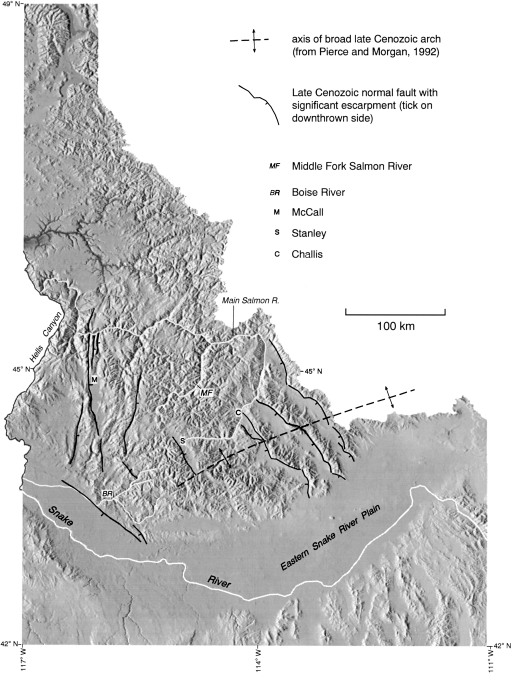 49° N
axis of broad late Cenozoic arch
(from Pierce and Morgan, 1992)
Late Cenozoic normal fault with
significant escarpment (tick on
downthrown side)
MF Middle Fork Salmon River
BR Boise River
M McCall
S Stanley
C Challis
Main Salmon R.
100 km
Hells Canyon
45° N
45° N
M
MF
C
S
BR
Snake
River
Eastern Snake River Plain
42° N
42° N
117° W
114° W
111° W